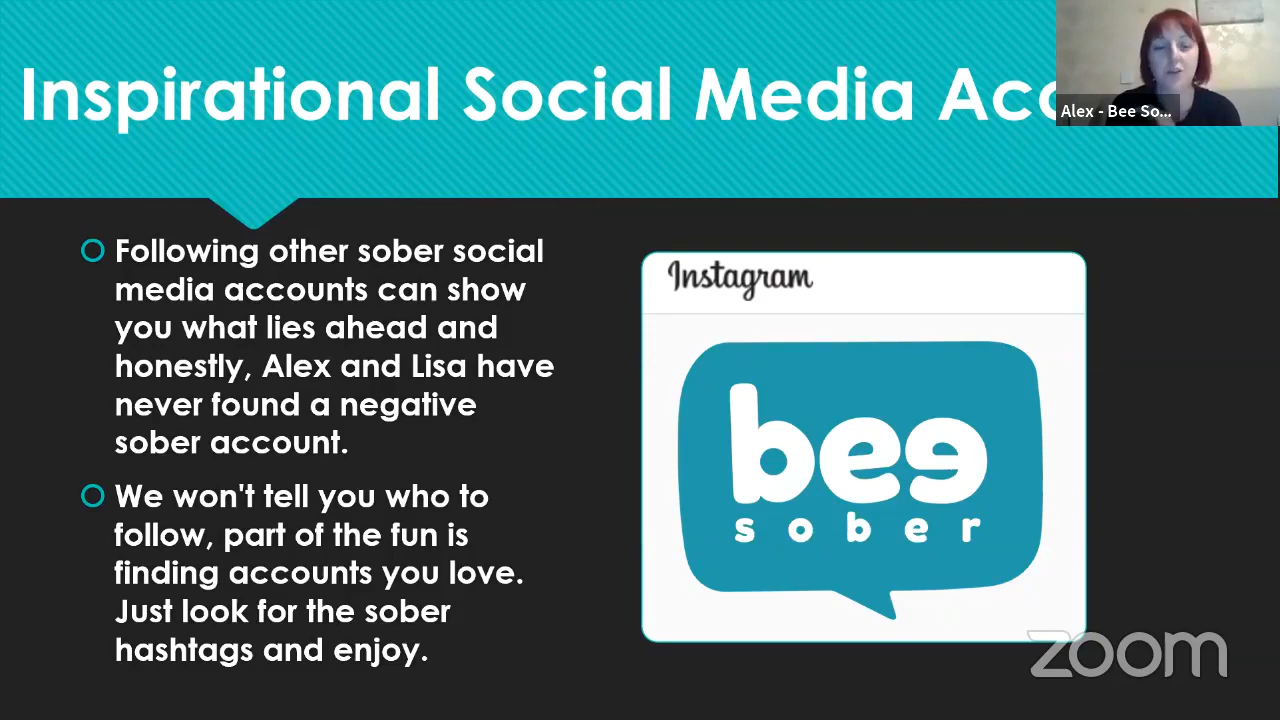 Inspirational Social Media Acc
Alex - Bee So...
Following other sober social
media accounts can show
you what lies ahead and
honestly, Alex and Lisa have
never found a negative
sober account.
We won't tell you who to
follow, part of the fun is
finding accounts you love.
Just look for the sober
hashtags and enjoy.
Instagram
bee
sober
zoom